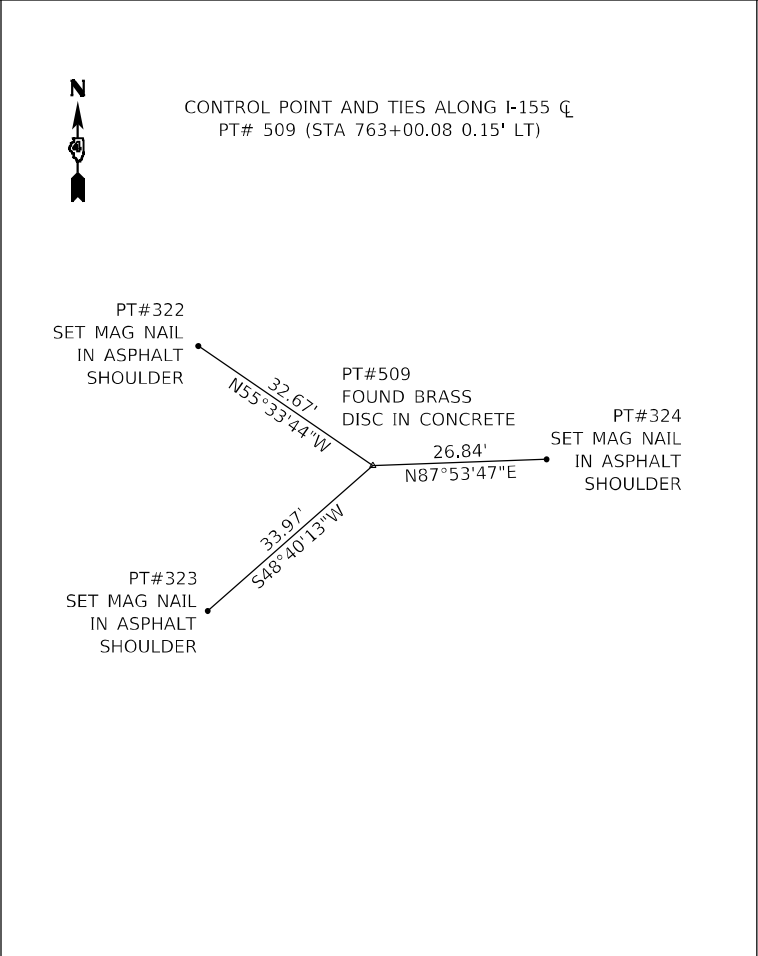 N
4
CONTROL POINT AND TIES ALONG I-155 ℄
PT# 509 (STA 763+00.08 0.15' LT)
PT#322
SET MAG NAIL
IN ASPHALT
SHOULDER
32.67'
N55°33'44"W
PT#509
FOUND BRASS
DISC IN CONCRETE
PT#324
SET MAG NAIL
IN ASPHALT
SHOULDER
26.84'
N87°53'47"E
33.97'
S48°40'13"W
PT#323
SET MAG NAIL
IN ASPHALT
SHOULDER